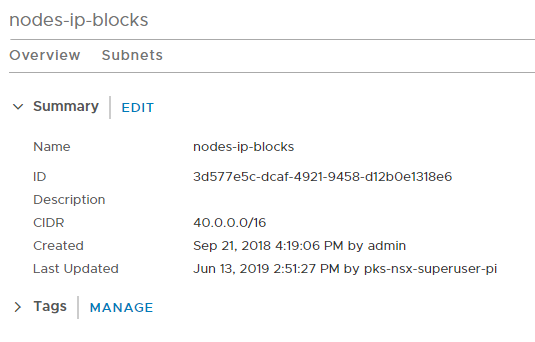 nodes-ip-blocks
Overview Subnets
Summary EDIT
Name nodes-ip-blocks
ID 3d577e5c-dcaf-4921-9458-d12b0e1318e6
Description
CIDR 40.0.0.0/16
Created Sep 21, 2018 4:19:06 PM by admin
Last Updated Jun 13, 2019 2:51:27 PM by pks-nsx-superuser-pi
Tags MANAGE